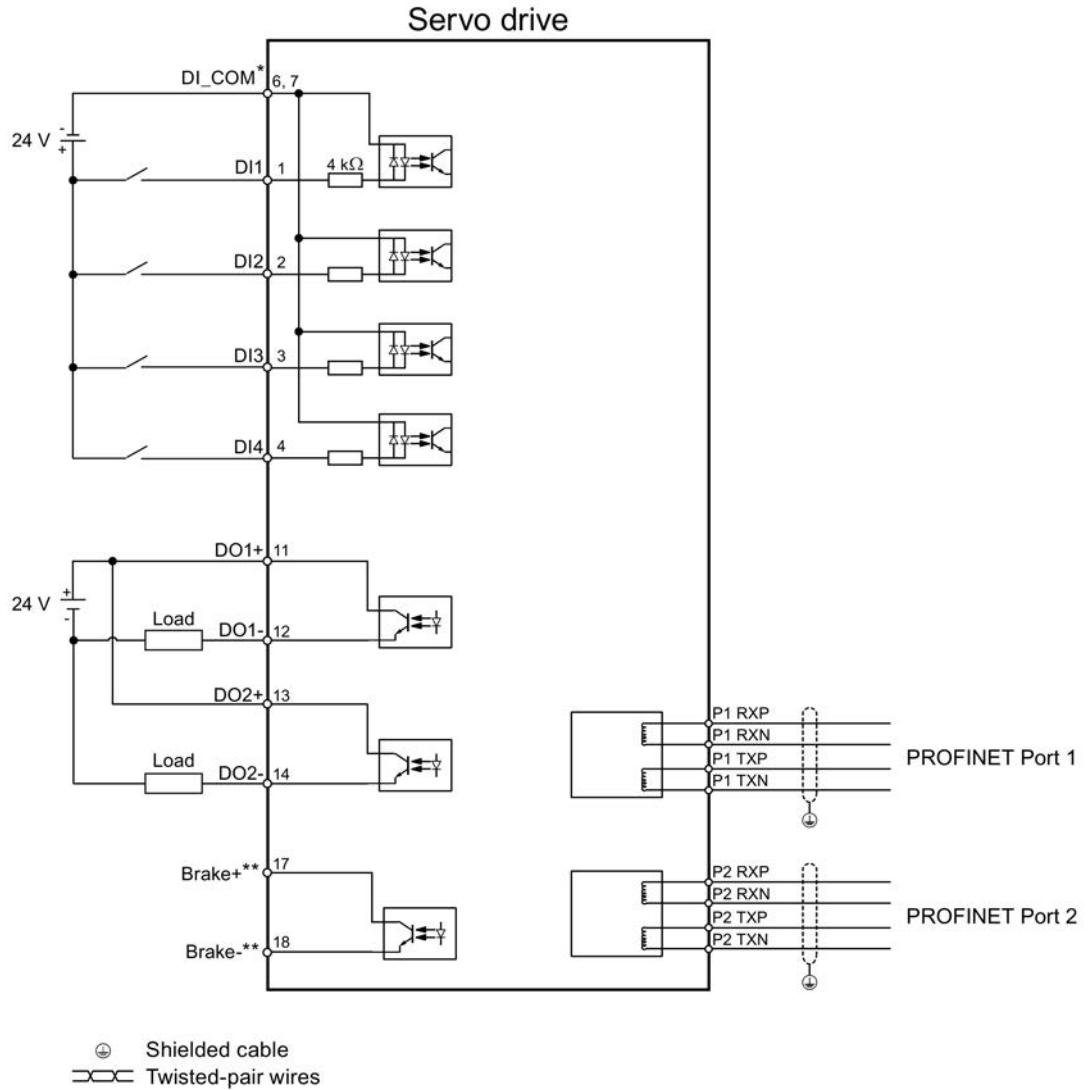 Servo drive
DI_COM* 6, 7
24 V - +
DI1 1 4 kΩ
DI2 2
DI3 3
DI4 4
DO1+ 11
24 V + -
Load DO1- 12
DO2+ 13
Load DO2- 14
Brake+** 17
Brake-** 18
P1 RXP
P1 RXN
P1 TXP
P1 TXN
PROFINET Port 1
P2 RXP
P2 RXN
P2 TXP
P2 TXN
PROFINET Port 2
Shielded cable
Twisted-pair wires